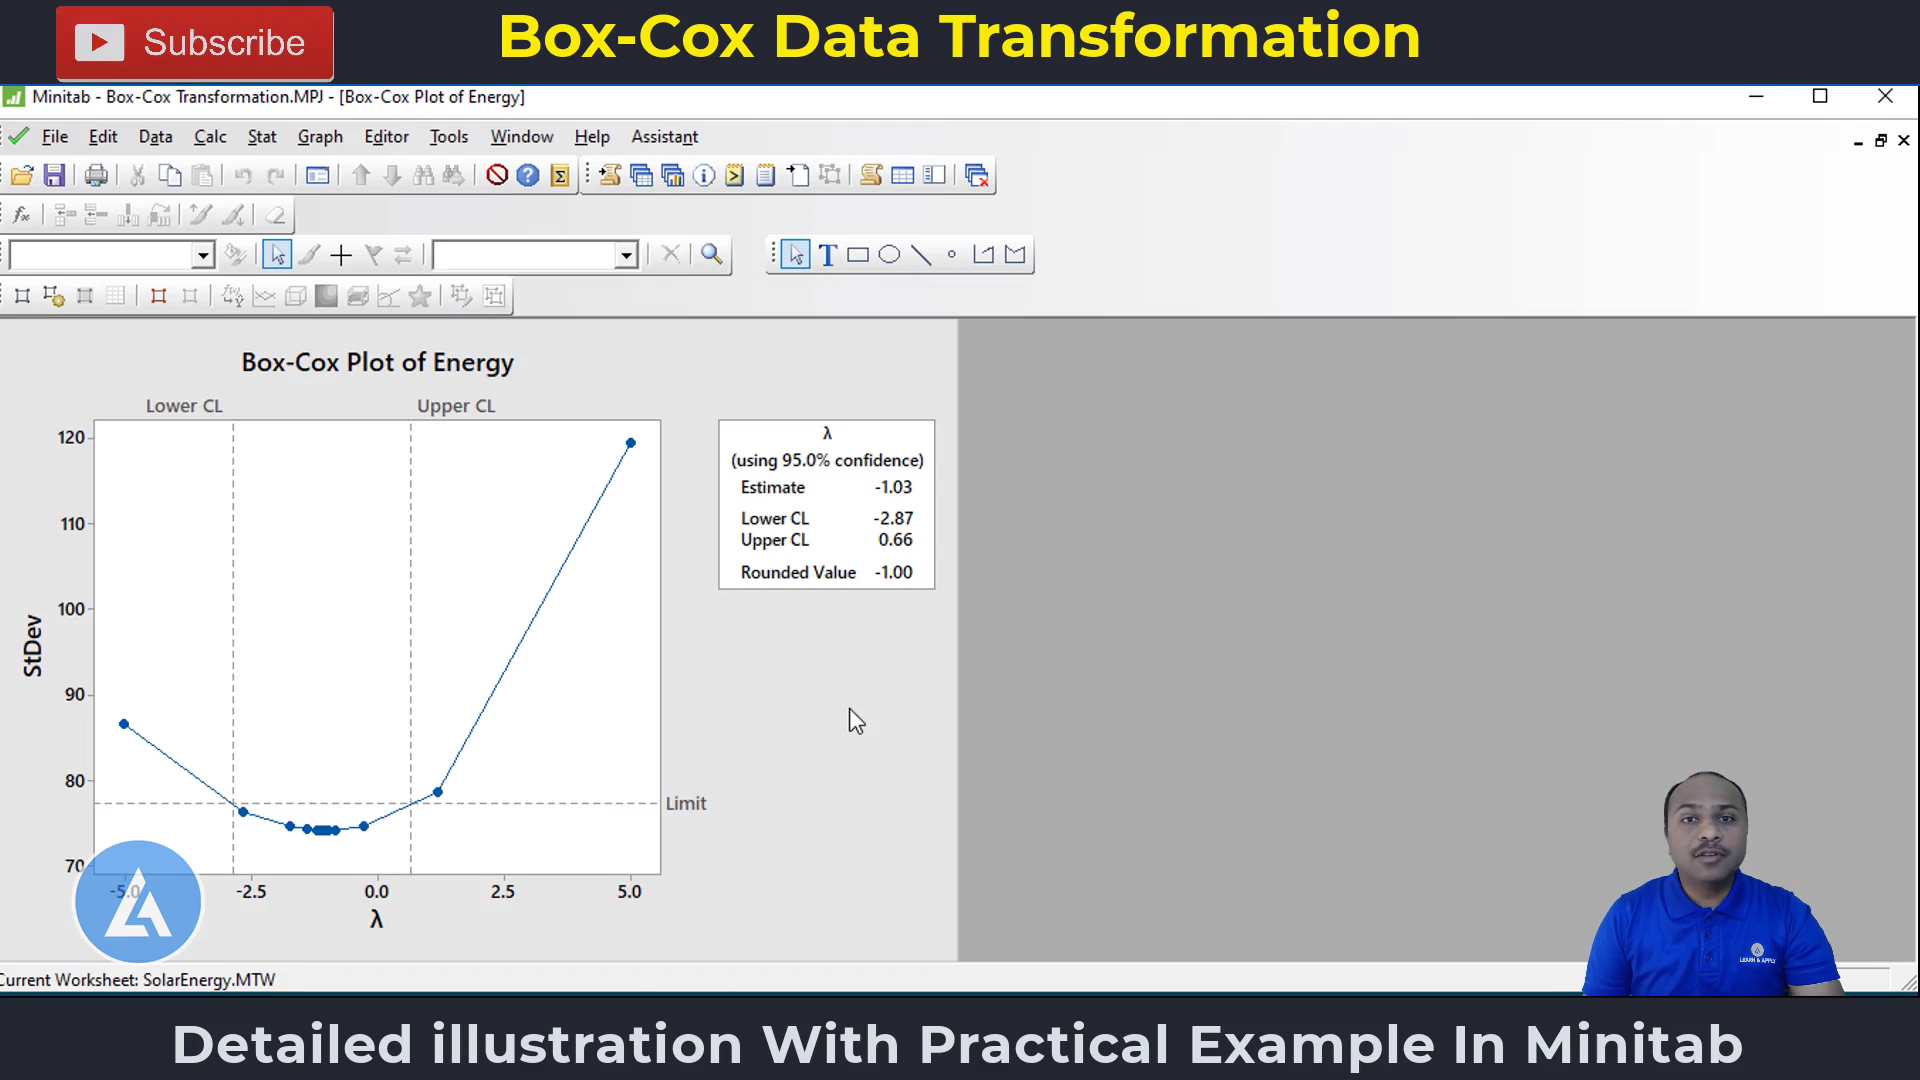 Subscribe
Box-Cox Data Transformation
Minitab - Box-Cox Transformation.MPJ - [Box-Cox Plot of Energy]
File Edit Data Calc Stat Graph Editor Tools Window Help Assistant
Box-Cox Plot of Energy
Lower CL Upper CL
120
110
100
90
80
70
StDev
Limit
-5.0 -2.5 0.0 2.5 5.0
λ
λ
(using 95.0% confidence)
Estimate -1.03
Lower CL -2.87
Upper CL 0.66
Rounded Value -1.00
LEARN & APPLY
Current Worksheet: SolarEnergy.MTW
Detailed illustration With Practical Example In Minitab